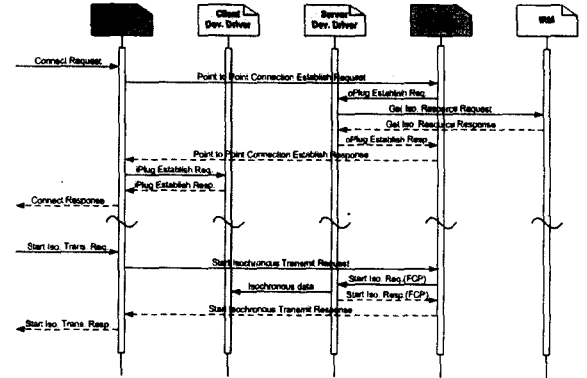 Client
Dev. Driver
Server
Dev. Driver
IRM
Connect Request
Point to Point Connection Establish Request
oPlug Establish Req
Get Iso. Resource Request
Get Iso. Resource Response
oPlug Establish Resp.
Point to Point Connection Establish Response
iPlug Establish Req.
iPlug Establish Resp.
Connect Response
Start Iso. Trans. Req.
Start Isochronous Transmit Request
Start Iso. Req.(FCP)
Isochronous data
Start Iso. Resp.(FCP)
Start Isochronous Transmit Response
Start Iso. Trans. Resp